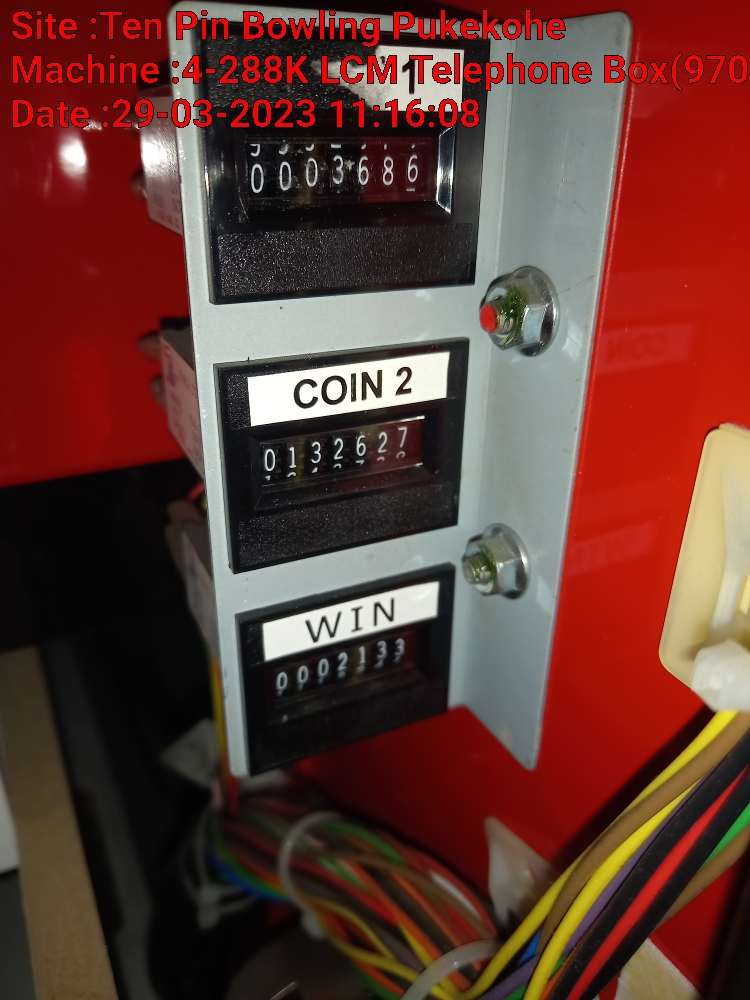 Site :Ten Pin Bowling Pukekohe
Machine :4-288K LCM Telephone Box(970
Date :29-03-2023 11:16:08
1
0003686
COIN 2
0132627
WIN
0002133